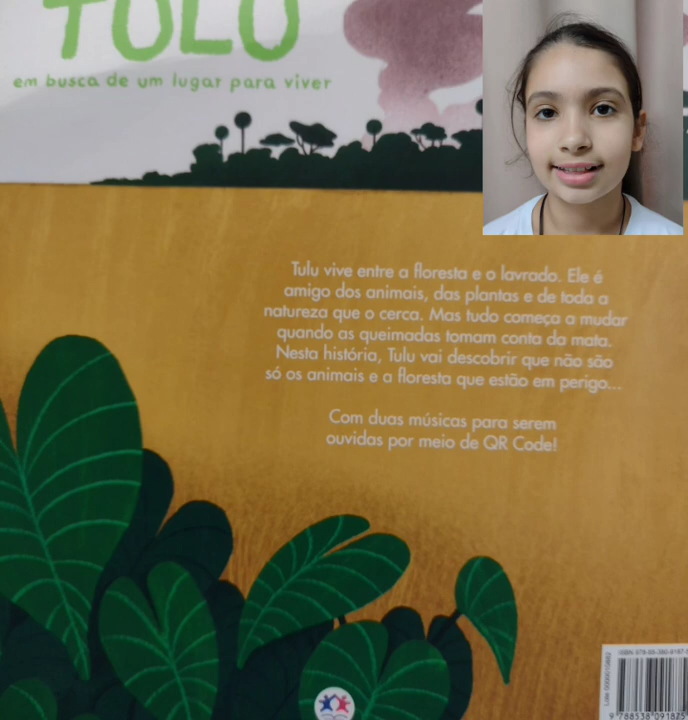 TULU
em busca de um lugar para viver
Tulu vive entre a floresta e o lavrado. Ele é
amigo dos animais, das plantas e de toda a
natureza que o cerca. Mas tudo começa a mudar
quando as queimadas tomam conta da mata.
Nesta história, Tulu vai descobrir que não são
só os animais e a floresta que estão em perigo...
Com duas músicas para serem
ouvidas por meio de QR Code!